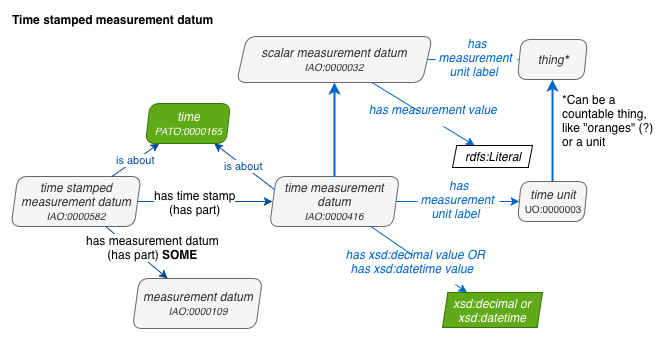 Time stamped measurement datum
scalar measurement datum
IAO:0000032
has
measurement
unit label
thing*
has measurement value
*Can be a
countable thing,
like "oranges" (?)
or a unit
time
PATO:0000165
rdfs:Literal
is about
is about
time stamped
measurement datum
IAO:0000582
has time stamp
(has part)
time measurement
datum
IAO:0000416
has
measurement
unit label
time unit
UO:0000003
has measurement datum
(has part) SOME
has xsd:decimal value OR
has xsd:datetime value
measurement datum
IAO:0000109
xsd:decimal or
xsd:datetime